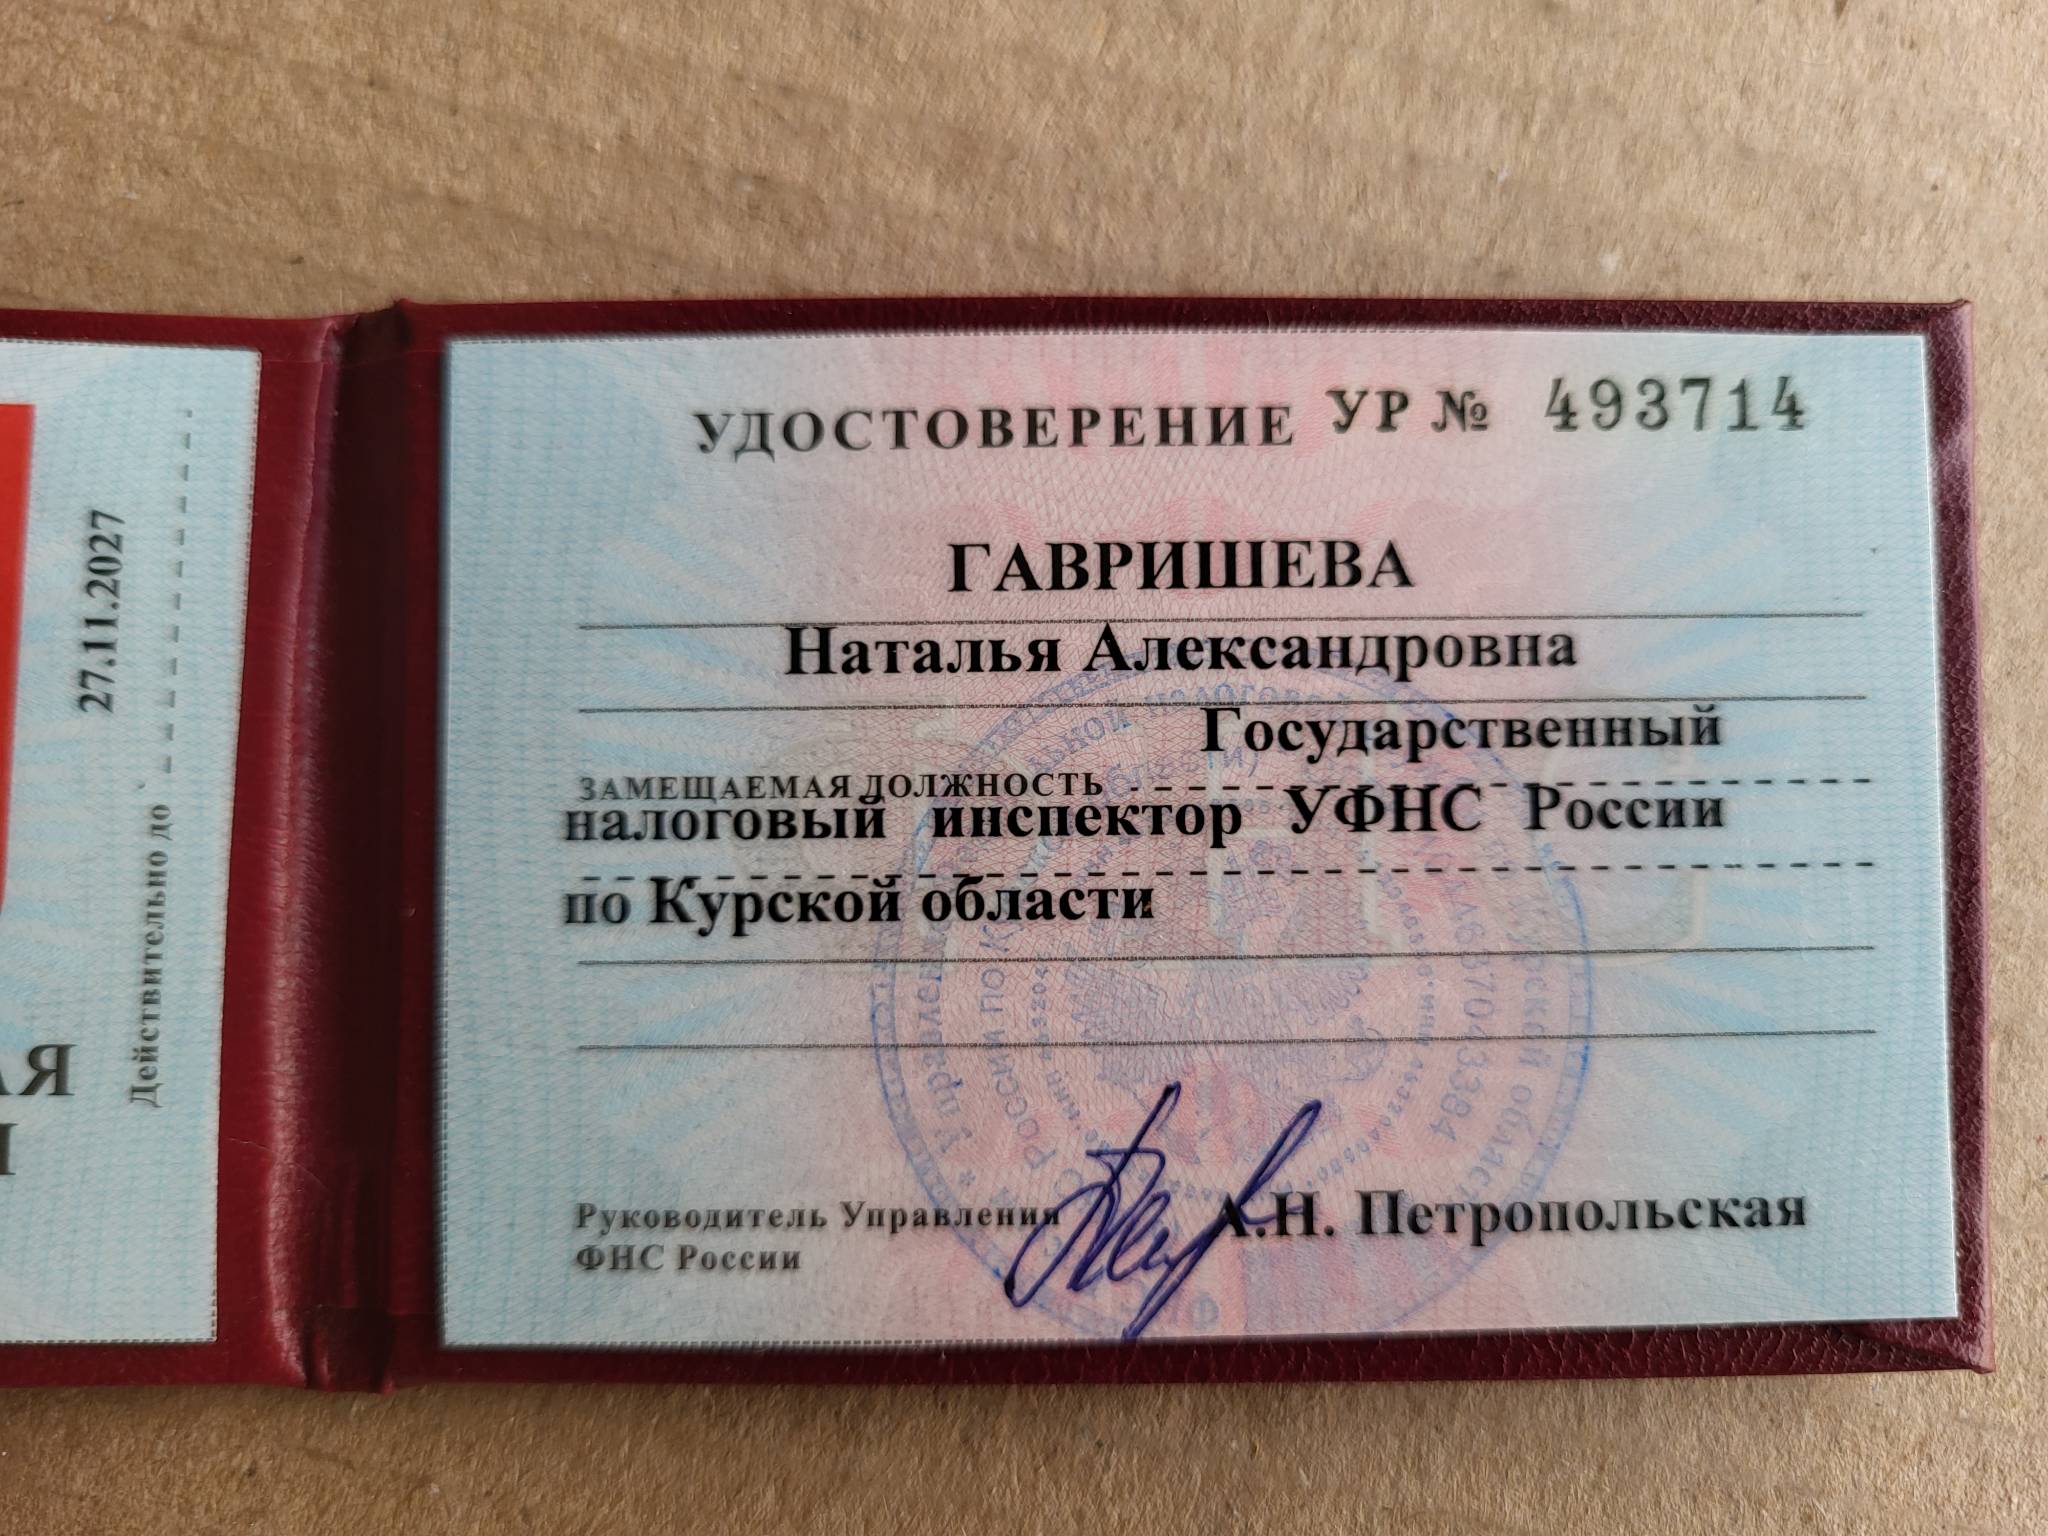 27.11.2027
Действительно до
АЯ
УДОСТОВЕРЕНИЕ УР № 493714
ГАВРИШЕВА
Наталья Александровна
Государственный
ЗАМЕЩАЕМАЯ ДОЛЖНОСТЬ
налоговый инспектор УФНС России
по Курской области
Руководитель Управления
ФНС России
А.Н. Петропольская